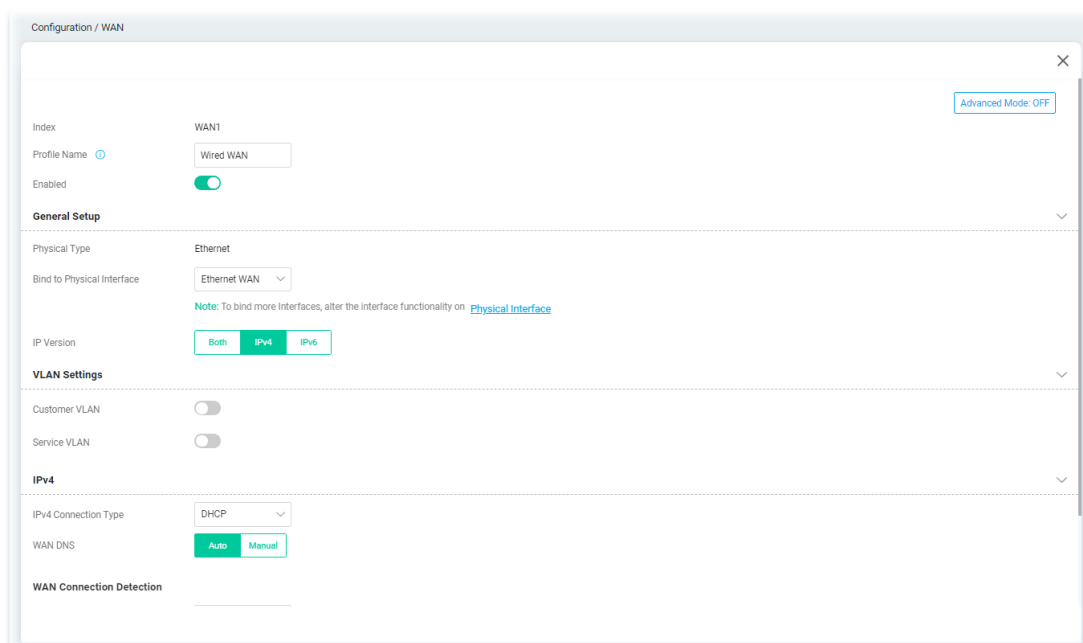 Configuration / WAN
Advanced Mode: OFF
Index WAN1
Profile Name Wired WAN
Enabled
General Setup
Physical Type Ethernet
Bind to Physical Interface Ethernet WAN
Note: To bind more Interfaces, alter the interface functionality on Physical Interface
IP Version Both IPv4 IPv6
VLAN Settings
Customer VLAN
Service VLAN
IPv4
IPv4 Connection Type DHCP
WAN DNS Auto Manual
WAN Connection Detection